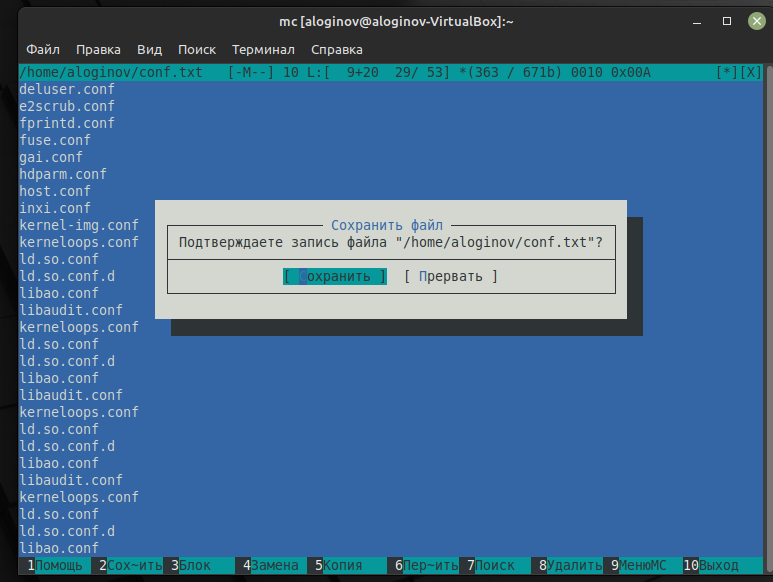 mc [aloginov@aloginov-VirtualBox]:~
Файл Правка Вид Поиск Терминал Справка
/home/aloginov/conf.txt [-M--] 10 L:[ 9+20 29/ 53] *(363 / 671b) 0010 0x00A [*][X]
deluser.conf
e2scrub.conf
fprintd.conf
fuse.conf
gai.conf
hdparm.conf
host.conf
inxi.conf
kernel-img.conf
kerneloops.conf
ld.so.conf
ld.so.conf.d
libao.conf
libaudit.conf
kerneloops.conf
ld.so.conf
ld.so.conf.d
libao.conf
libaudit.conf
kerneloops.conf
ld.so.conf
ld.so.conf.d
libao.conf
libaudit.conf
kerneloops.conf
ld.so.conf
ld.so.conf.d
libao.conf
Сохранить файл
Подтверждаете запись файла "/home/aloginov/conf.txt"?
[ Сохранить ] [ Прервать ]
1Помощь 2Сох~ить 3Блок 4Замена 5Копия 6Пер~ить 7Поиск 8Удалить 9МенюMC 10Выход